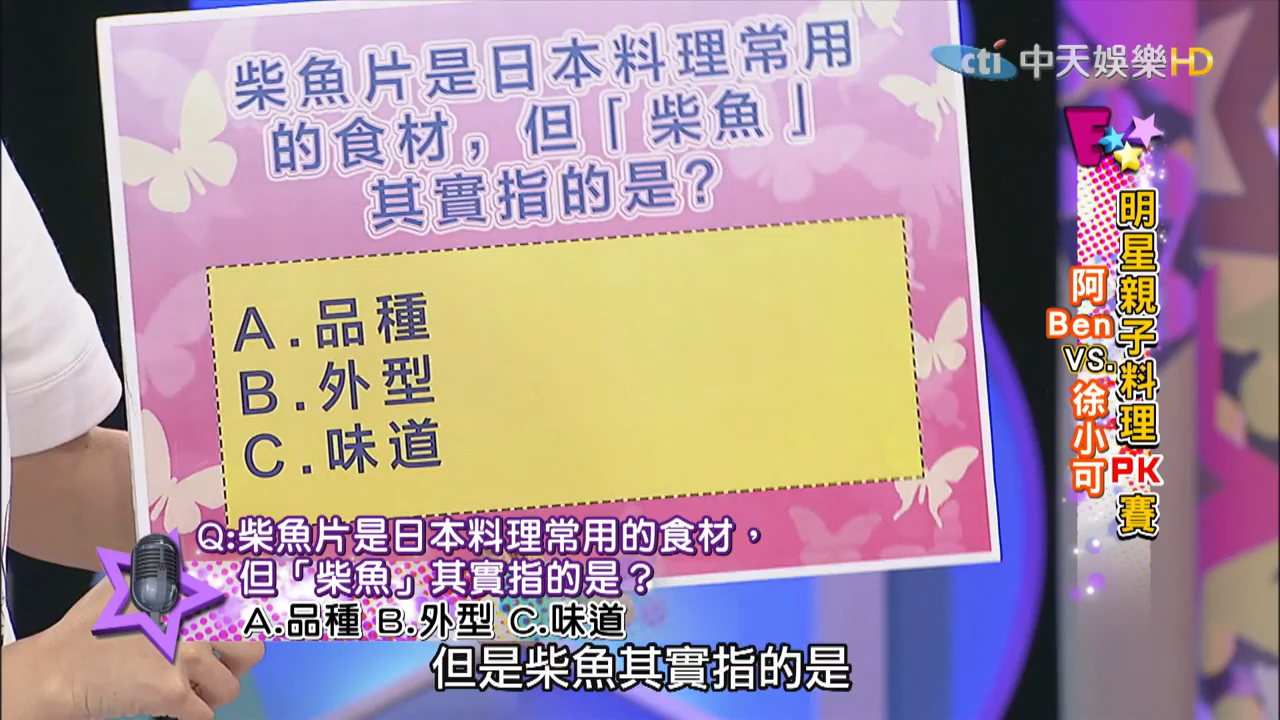 柴魚片是日本料理常用
的食材，但「柴魚」
其實指的是?
A.品種
B.外型
C.味道
cti 中天娛樂HD
明星親子料理PK賽
阿Ben VS.徐小可
Q:柴魚片是日本料理常用的食材，
但「柴魚」其實指的是？
A.品種 B.外型 C.味道
但是柴魚其實指的是